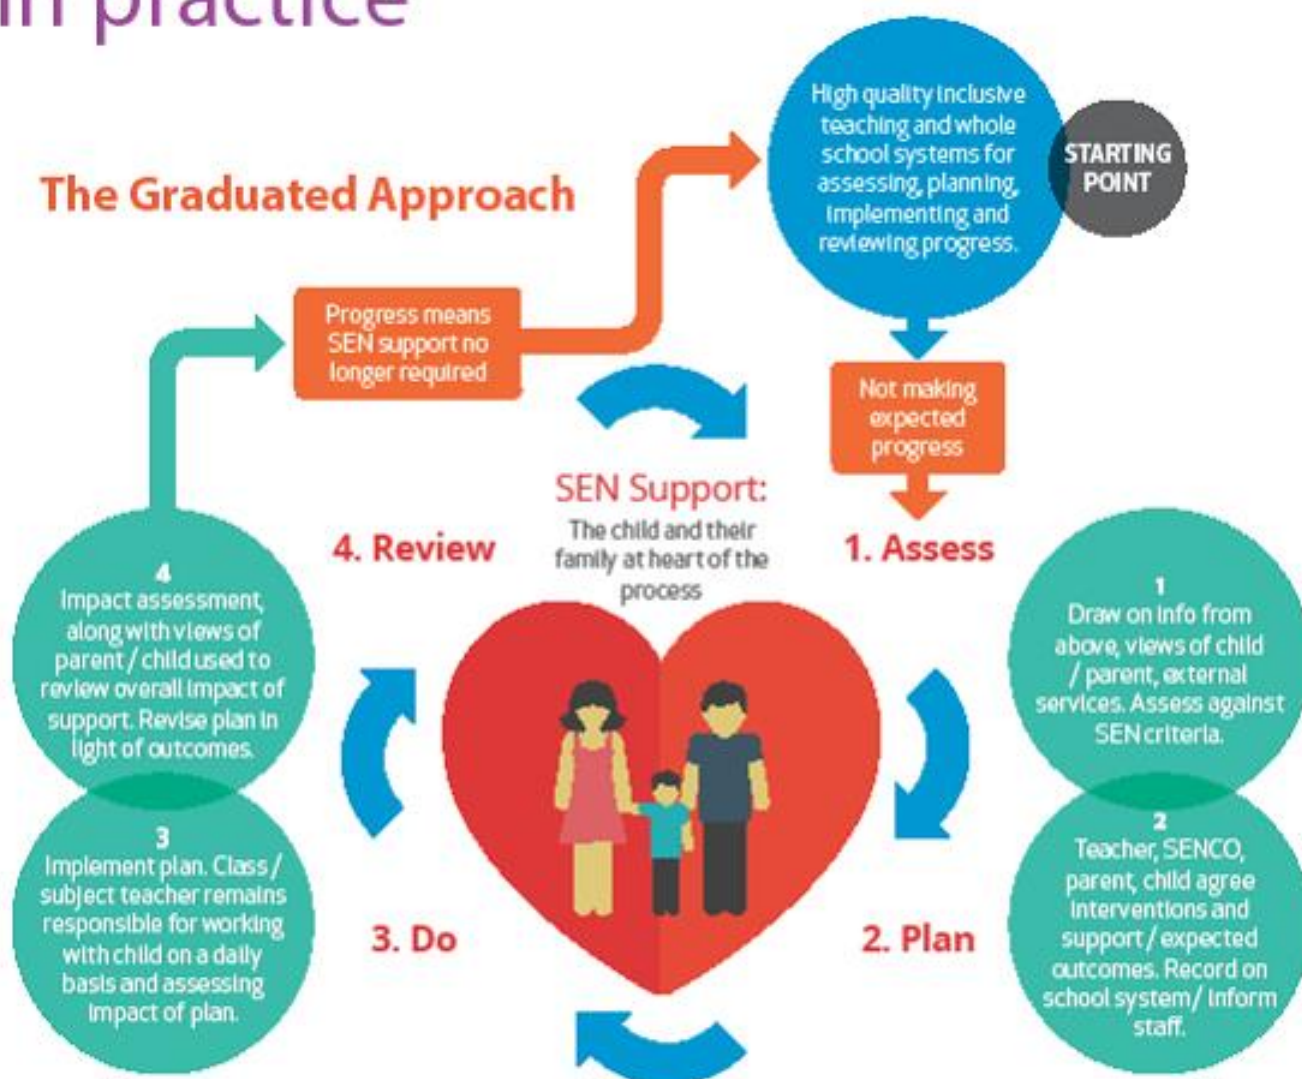 in practice
The Graduated Approach
High quality inclusive
teaching and whole
school systems for
assessing, planning,
implementing and
reviewing progress.
STARTING
POINT
Progress means
SEN support no
longer required
Not making
expected
progress
SEN Support:
The child and their
family at heart of the
process
4. Review
1. Assess
4
Impact assessment,
along with views of
parent / child used to
review overall impact of
support. Revise plan in
light of outcomes.
1
Draw on info from
above, views of child
/ parent, external
services. Assess against
SEN criteria.
3
Implement plan. Class /
subject teacher remains
responsible for working
with child on a daily
basis and assessing
impact of plan.
3. Do
2. Plan
2
Teacher, SENCO,
parent, child agree
interventions and
support / expected
outcomes. Record on
school system / inform
staff.